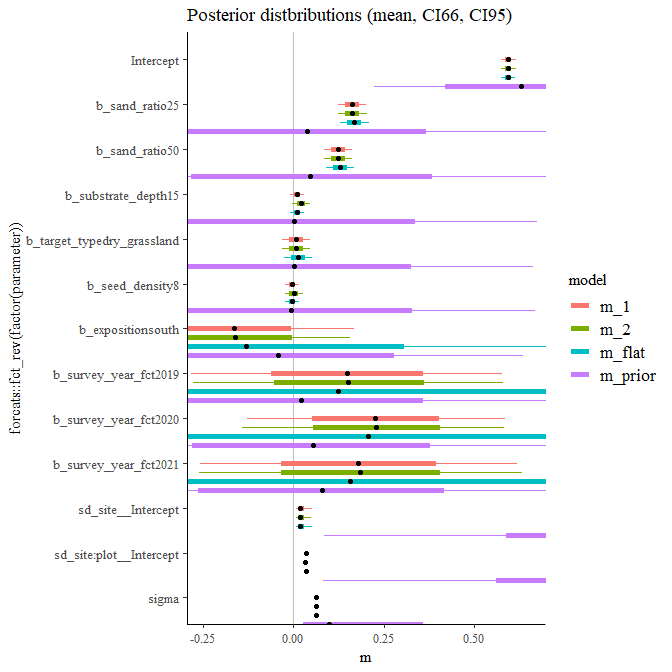 Posterior distbributions (mean, CI66, CI95)
Intercept
b_sand_ratio25
b_sand_ratio50
b_substrate_depth15
b_target_typedry_grassland
b_seed_density8
b_expositionsouth
b_survey_year_fct2019
b_survey_year_fct2020
b_survey_year_fct2021
sd_site__Intercept
sd_site:plot__Intercept
sigma
forcats::fct_rev(factor(parameter))
-0.25
0.00
0.25
0.50
m
model
m_1
m_2
m_flat
m_prior